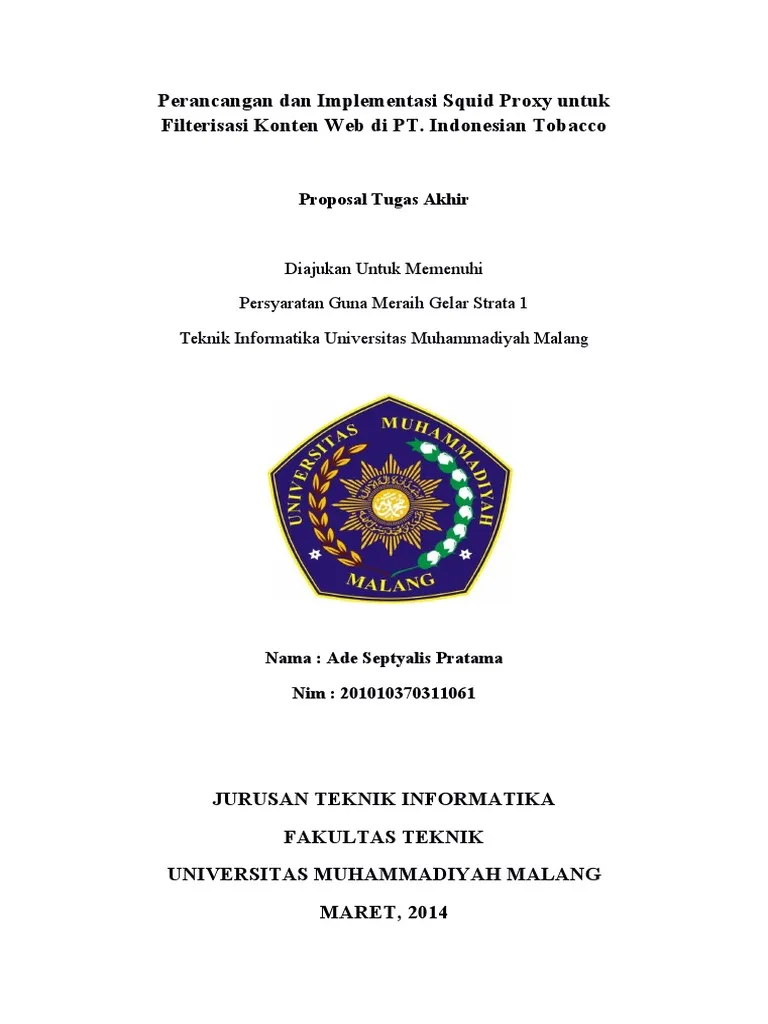 Perancangan dan Implementasi Squid Proxy untuk
Filterisasi Konten Web di PT. Indonesian Tobacco
Proposal Tugas Akhir
Diajukan Untuk Memenuhi
Persyaratan Guna Meraih Gelar Strata 1
Teknik Informatika Universitas Muhammadiyah Malang
UNIVERSITAS MUHAMMADIYAH
MALANG
Nama : Ade Septyalis Pratama
Nim : 201010370311061
JURUSAN TEKNIK INFORMATIKA
FAKULTAS TEKNIK
UNIVERSITAS MUHAMMADIYAH MALANG
MARET, 2014